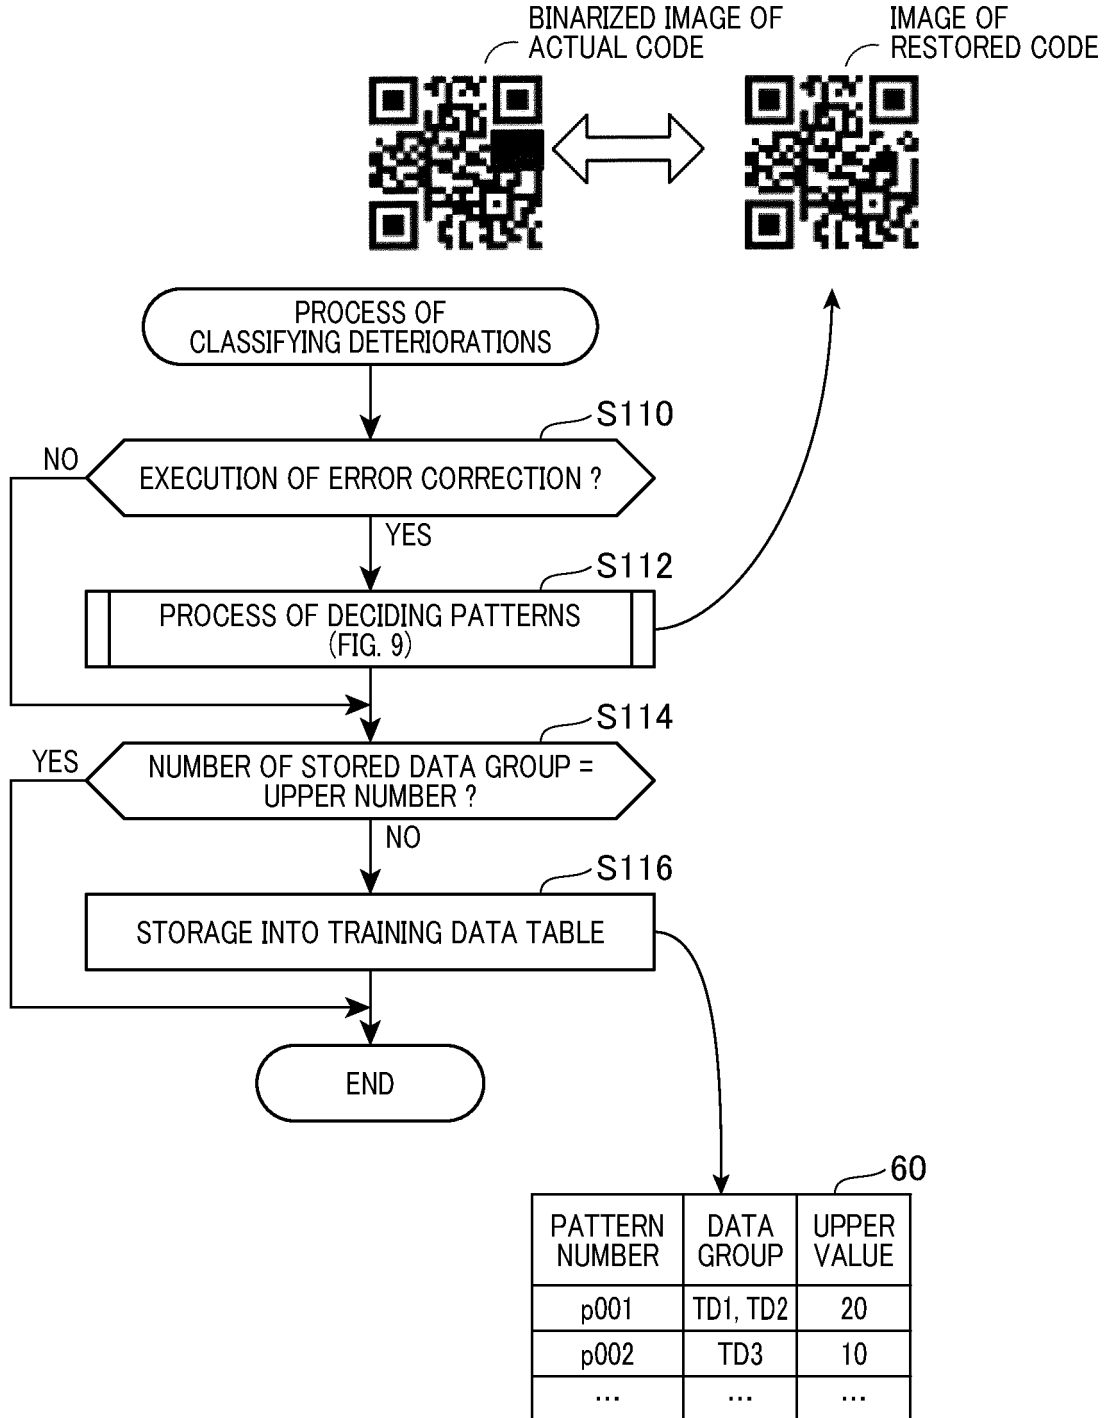 BINARIZED IMAGE OF
ACTUAL CODE
IMAGE OF
RESTORED CODE
PROCESS OF
CLASSIFYING DETERIORATIONS
S110
NO
EXECUTION OF ERROR CORRECTION ?
YES
S112
PROCESS OF DECIDING PATTERNS
(FIG. 9)
S114
YES
NUMBER OF STORED DATA GROUP =
UPPER NUMBER ?
NO
S116
STORAGE INTO TRAINING DATA TABLE
END
60
PATTERN NUMBER DATA GROUP UPPER VALUE
p001 TD1, TD2 20
p002 TD3 10
... ... ...